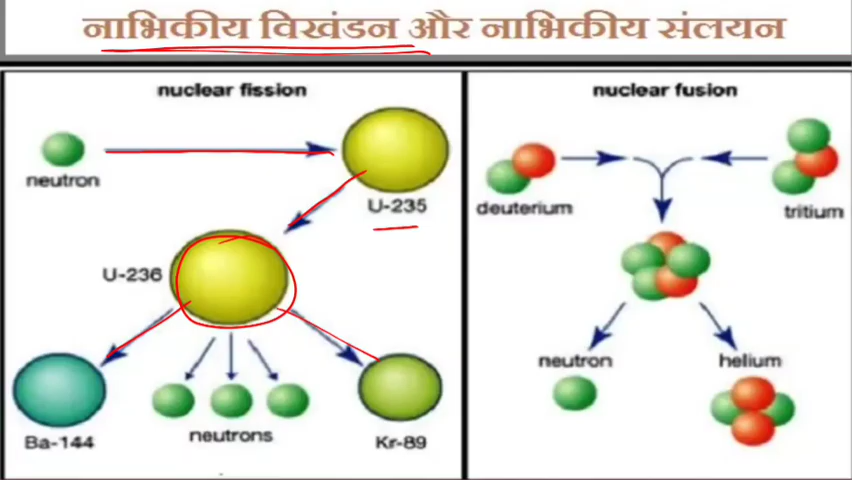 नाभिकीय विखंडन और नाभिकीय संलयन
nuclear fission
neutron
U-235
U-236
Ba-144
neutrons
Kr-89
nuclear fusion
deuterium
tritium
neutron
helium